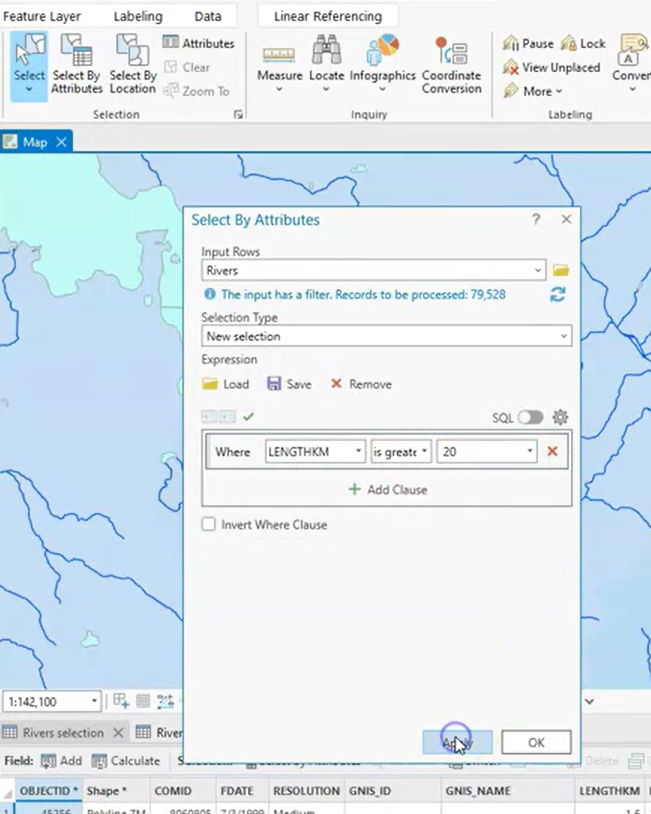 Feature Layer Labeling Data Linear Referencing
Select
Select By Attributes
Select By Location
Attributes
Clear
Zoom To
Selection
Measure
Locate
Infographics
Coordinate Conversion
Inquiry
Pause Lock
View Unplaced
More
Conver
Labeling
Map
Select By Attributes ?
Input Rows
Rivers
The input has a filter. Records to be processed: 79,528
Selection Type
New selection
Expression
Load Save Remove
SQL
Where LENGTHKM is greate 20
Add Clause
Invert Where Clause
1:142,100
Rivers selection River
OK
Field: Add Calculate
Delete
OBJECTID * Shape * COMID FDATE RESOLUTION GNIS_ID GNIS_NAME LENGTHKM